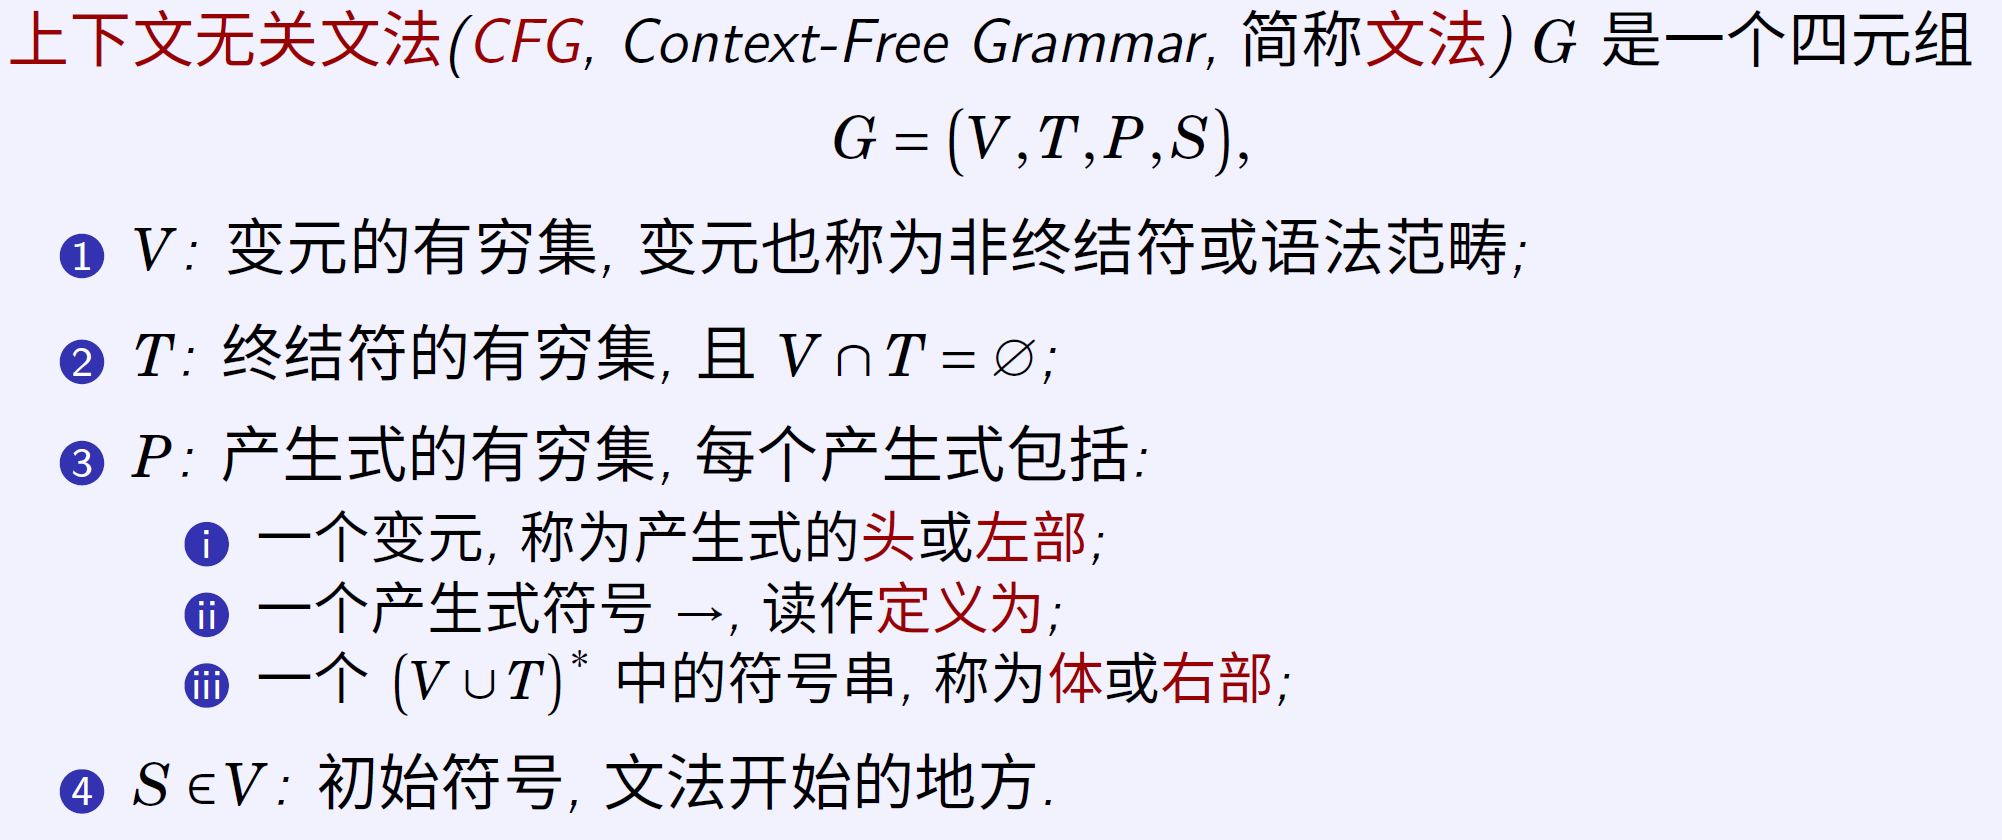 上下文无关文法(CFG, Context-Free Grammar, 简称文法) G 是一个四元组
G = (V, T, P, S),
1 V: 变元的有穷集, 变元也称为非终结符或语法范畴;
2 T: 终结符的有穷集, 且 V ∩ T = ∅;
3 P: 产生式的有穷集, 每个产生式包括:
i 一个变元, 称为产生式的头或左部;
ii 一个产生式符号 →, 读作定义为;
iii 一个 (V ∪ T)* 中的符号串, 称为体或右部;
4 S ∈ V: 初始符号, 文法开始的地方.